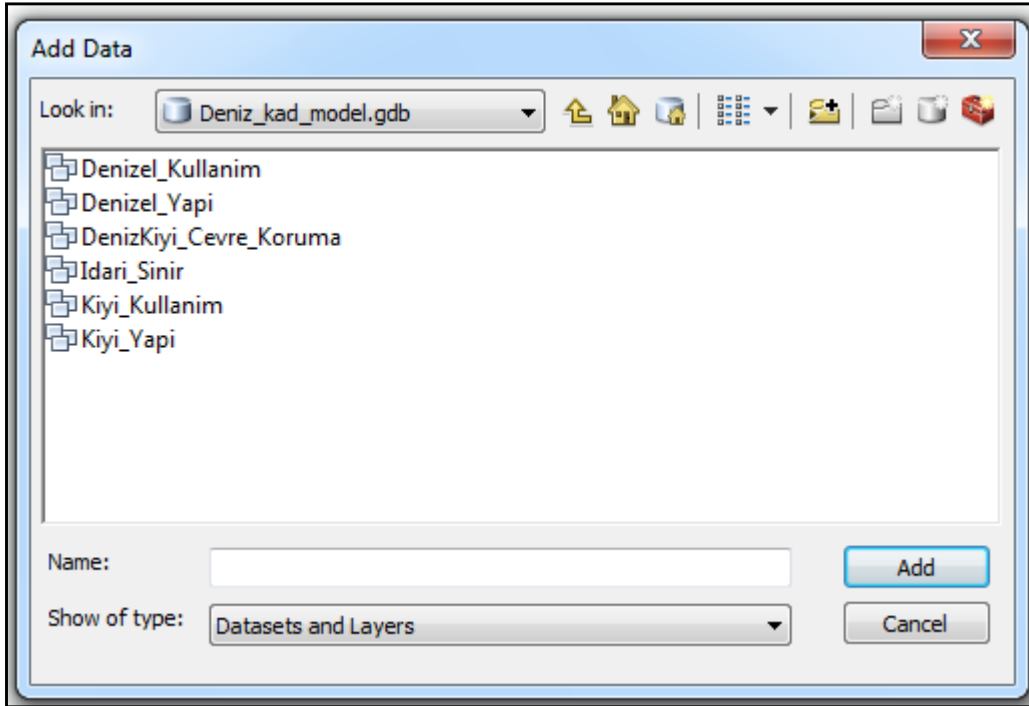 Add Data
Look in: Deniz_kad_model.gdb
Denizel_Kullanim
Denizel_Yapi
DenizKiyi_Cevre_Koruma
Idari_Sinir
Kiyi_Kullanim
Kiyi_Yapi
Name: Add
Show of type: Datasets and Layers Cancel